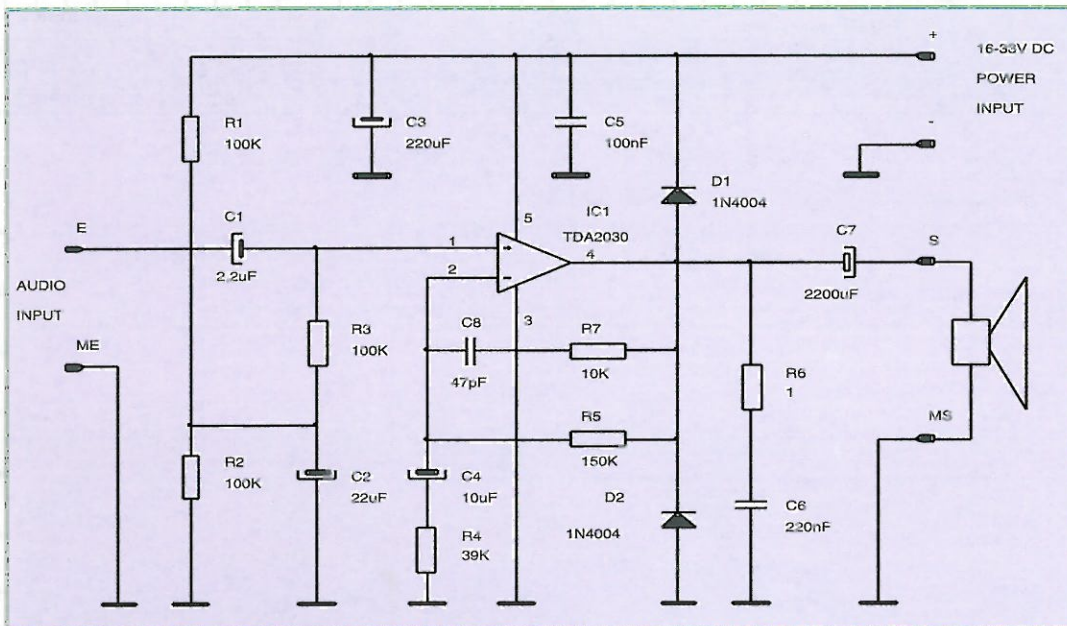 +
16-33V DC
POWER
INPUT
-
R1
100K
C3
220uF
C5
100nF
D1
1N4004
E
C1
2,2uF
5
IC1
TDA2030
1
2
4
3
C7
2200uF
S
AUDIO
INPUT
ME
R3
100K
C8
47pF
R7
10K
R6
1
R5
150K
MS
R2
100K
C2
22uF
C4
10uF
D2
1N4004
C6
220nF
R4
39K